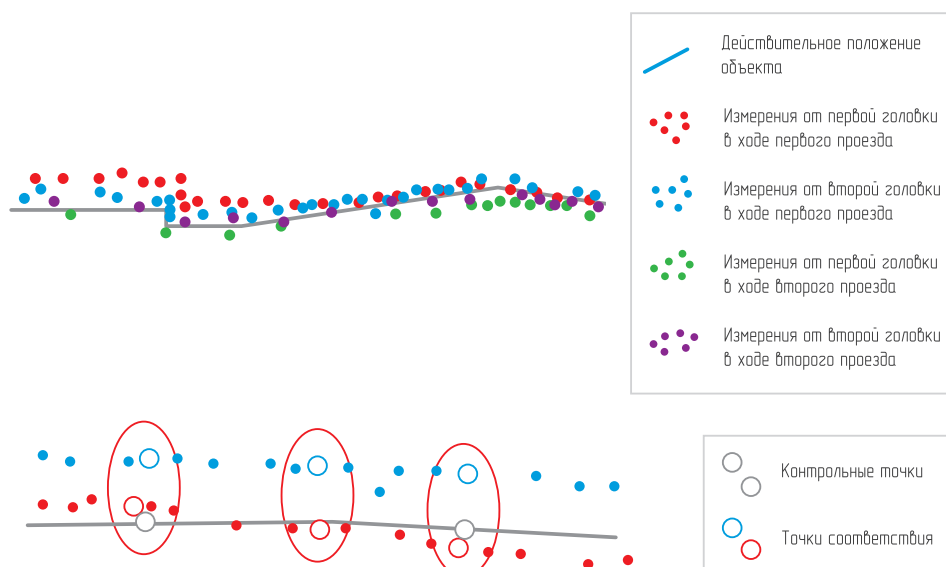 Действительное положение
объекта
Измерения от первой головки
в ходе первого проезда
Измерения от второй головки
в ходе первого проезда
Измерения от первой головки
в ходе второго проезда
Измерения от второй головки
в ходе второго проезда
Контрольные точки
Точки соответствия